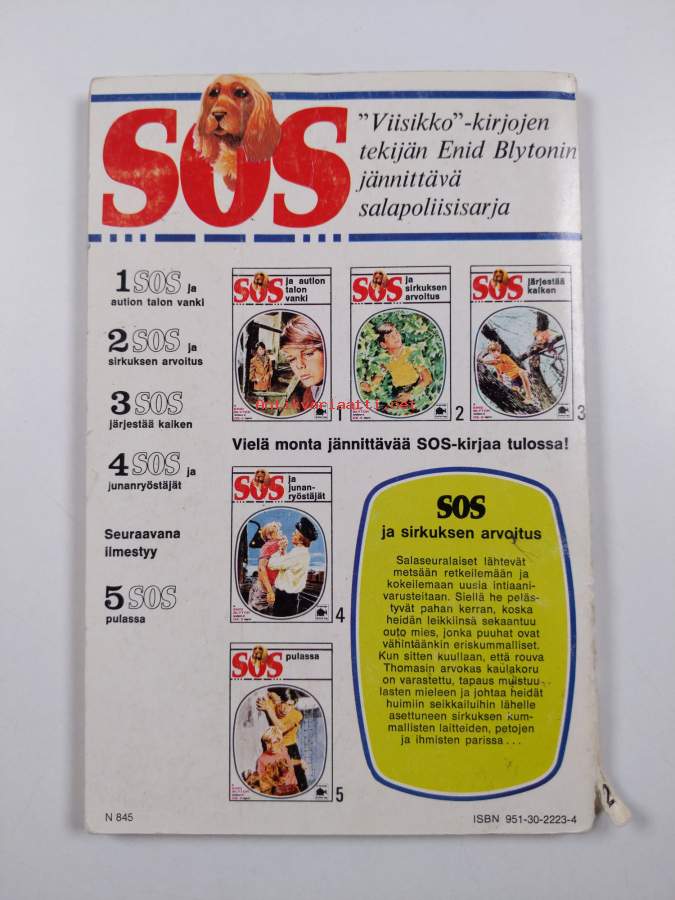 SOS
"Viisikko"-kirjojen
tekijän Enid Blytonin
jännittävä
salapoliisisarja
1 SOS ja
aution talon vanki
2 SOS ja
sirkuksen arvoitus
3 SOS
järjestää kaiken
4 SOS ja
junanryöstäjät
Seuraavana
ilmestyy
5 SOS
pulassa
SOS
ja aution
talon
vanki
1
SOS
ja
sirkuksen
arvoitus
2
SOS
järjestää
kaiken
3
Antikvariaatti.net
Vielä monta jännittävää SOS-kirjaa tulossa!
SOS
ja
junan-
ryöstäjät
4
SOS
pulassa
5
SOS
ja sirkuksen arvoitus
Salaseuralaiset lähtevät
metsään retkeilemään ja
kokeilemaan uusia intiaani-
varusteitaan. Siellä he peläs-
tyvät pahan kerran, koska
heidän leikkiinsä sekaantuu
outo mies, jonka puuhat ovat
vähintäänkin eriskummalliset.
Kun sitten kuullaan, että rouva
Thomasin arvokas kaulakoru
on varastettu, tapaus muistuu
lasten mieleen ja johtaa heidät
huimiin seikkailuihin lähelle
asettuneen sirkuksen kum-
mallisten laitteiden, petojen
ja ihmisten parissa...
2
N 845
ISBN 951-30-2223-4